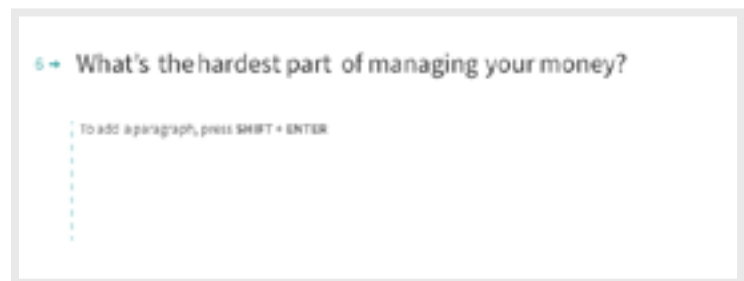 6→ What's the hardest part of managing your money?
To add a paragraph, press SHIFT + ENTER